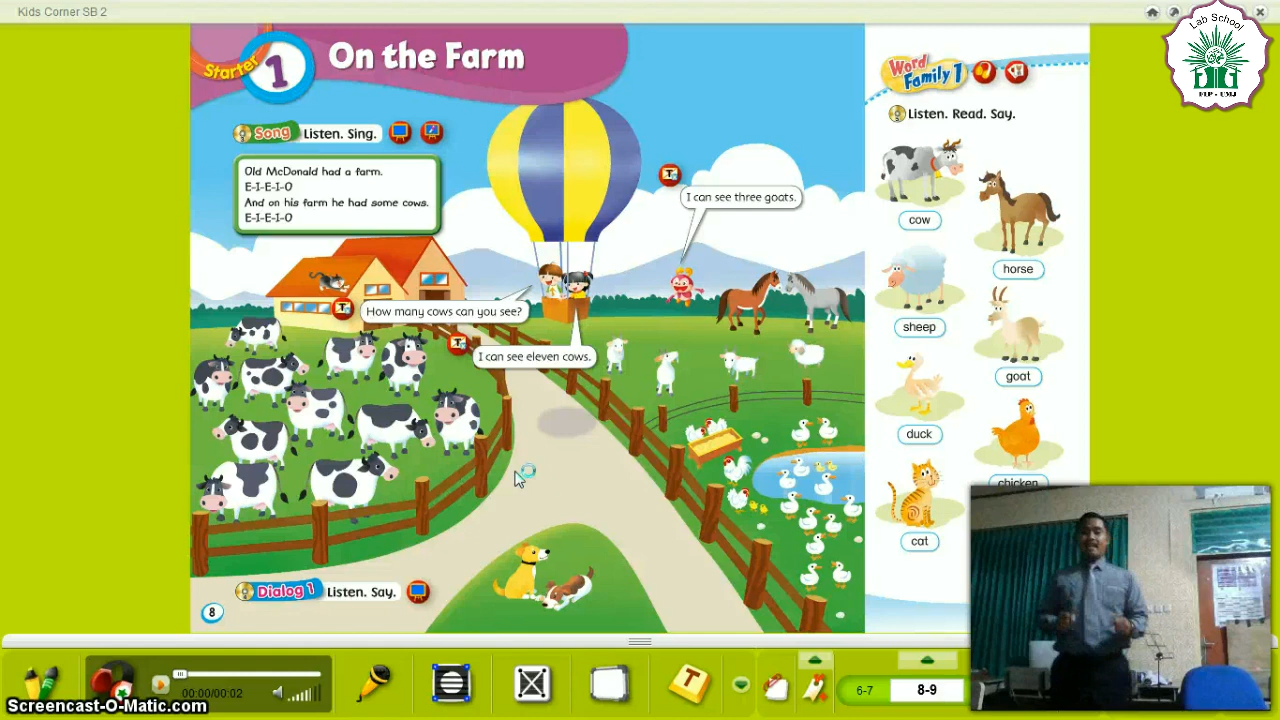 Kids Corner SB 2
Lab School
FIP - UMJ
Starter 1
On the Farm
Song Listen. Sing.
Old McDonald had a farm.
E-I-E-I-O
And on his farm he had some cows.
E-I-E-I-O
I can see three goats.
How many cows can you see?
I can see eleven cows.
Dialog 1 Listen. Say.
8
Word Family 1
Listen. Read. Say.
cow
horse
sheep
goat
duck
chicken
cat
00:00/00:02
T
6-7
8-9
Screencast-O-Matic.com